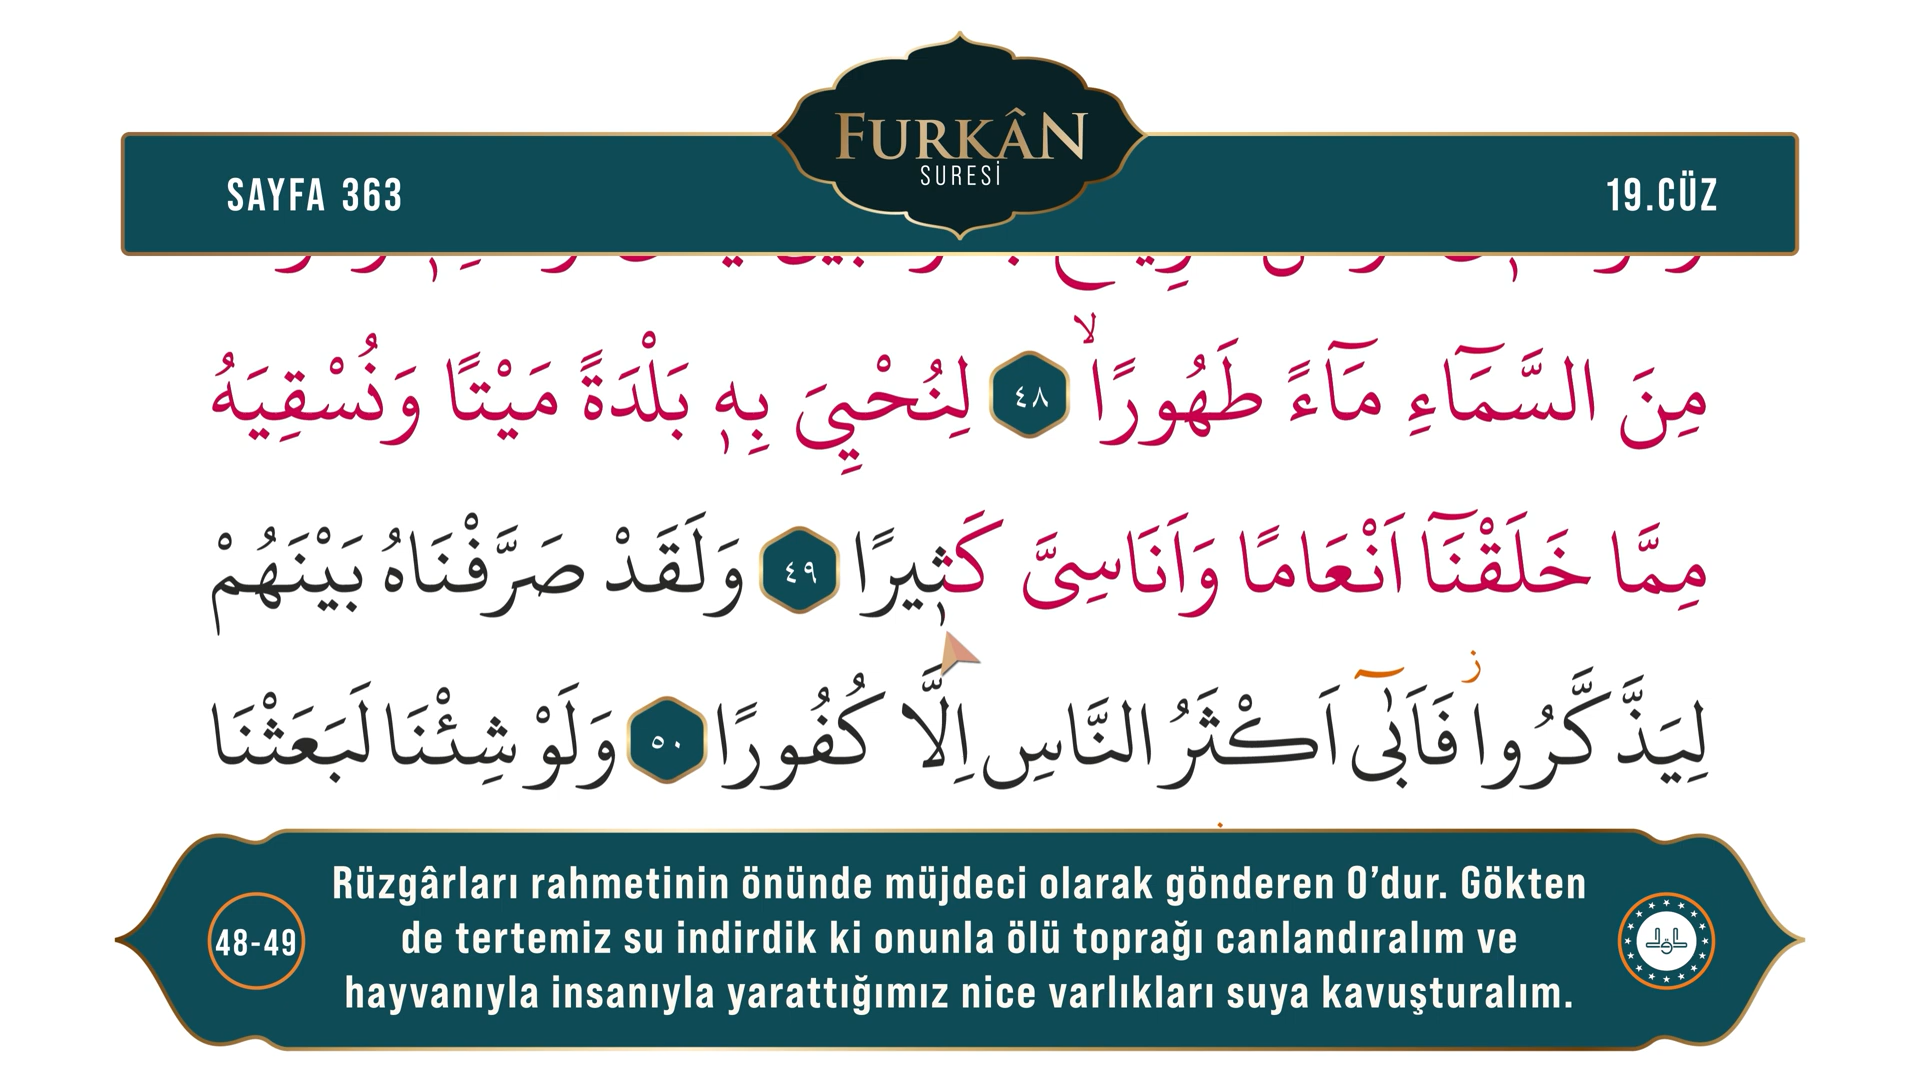 FURKÂN
SURESİ
SAYFA 363
19.CÜZ
مِنَ السَّمَٓاءِ مَٓاءً طَهُورًاۙ ٤٨ لِنُحْيِيَ بِه۪ بَلْدَةً مَيْتًا وَنُسْقِيَهُ
مِمَّا خَلَقْنَٓا اَنْعَامًا وَاَنَاسِيَّ كَث۪يرًا ٤٩ وَلَقَدْ صَرَّفْنَاهُ بَيْنَهُمْ
لِيَذَّكَّرُواۘ فَاَبٰٓى اَكْثَرُ النَّاسِ اِلَّا كُفُورًا ٥٠ وَلَوْ شِئْنَا لَبَعَثْنَا
Rüzgârları rahmetinin önünde müjdeci olarak gönderen O’dur. Gökten
de tertemiz su indirdik ki onunla ölü toprağı canlandıralım ve
hayvanıyla insanıyla yarattığımız nice varlıkları suya kavuşturalım.
48-49